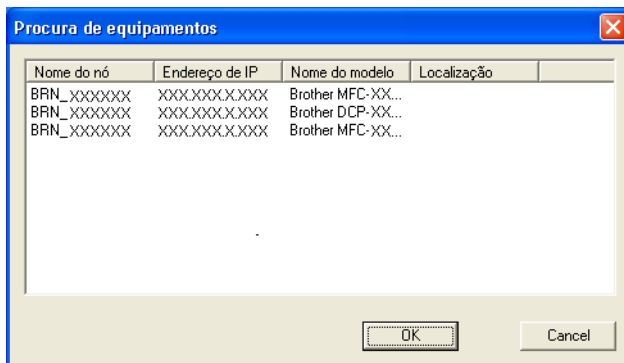 Procura de equipamentos
Nome do nó Endereço de IP Nome do modelo Localização
BRN_XXXXXX XXX.XXX.X.XXX Brother MFC-XX...
BRN_XXXXXX XXX.XXX.X.XXX Brother DCP-XX...
BRN_XXXXXX XXX.XXX.X.XXX Brother MFC-XX...
OK Cancel